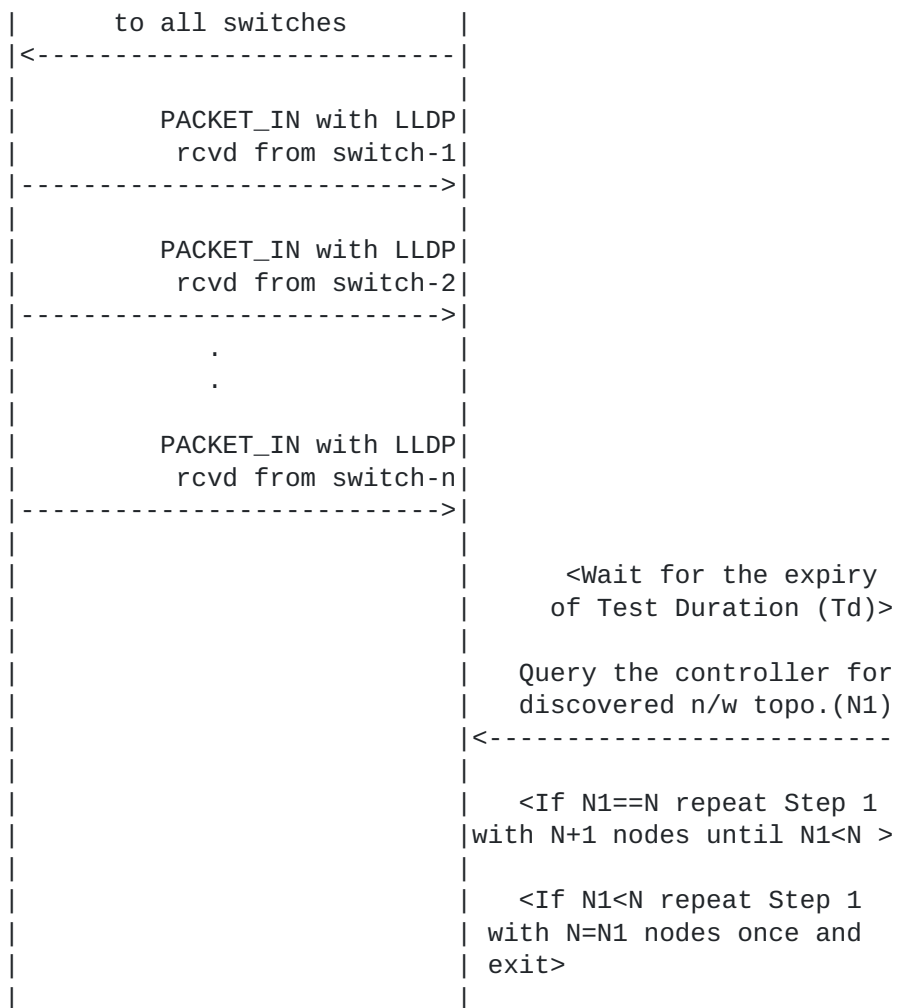 |      to all switches       |
|<---------------------------|
|                            |
|         PACKET_IN with LLDP|
|          rcvd from switch-1|
|--------------------------->|
|                            |
|         PACKET_IN with LLDP|
|          rcvd from switch-2|
|--------------------------->|
|            .               |
|            .               |
|                            |
|         PACKET_IN with LLDP|
|          rcvd from switch-n|
|--------------------------->|
|                            |
|                            |      <Wait for the expiry
|                            |     of Test Duration (Td)>
|                            |
|                            |   Query the controller for
|                            |   discovered n/w topo.(N1)
|                            |<--------------------------
|                            |
|                            |   <If N1==N repeat Step 1
|                            |with N+1 nodes until N1<N >
|                            |
|                            |   <If N1<N repeat Step 1
|                            | with N=N1 nodes once and
|                            | exit>
|                            |